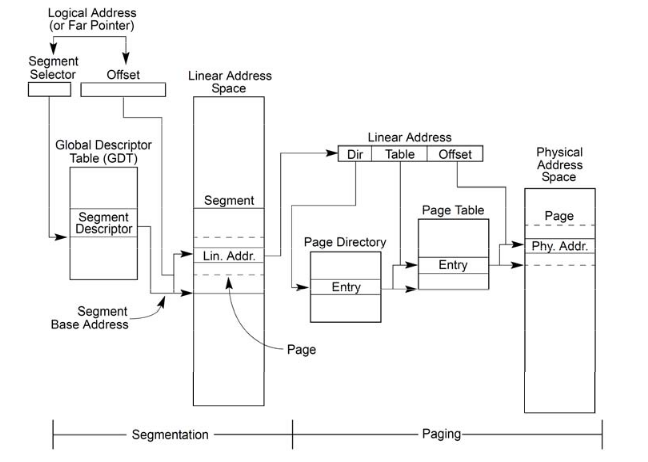 Logical Address
(or Far Pointer)
Segment
Selector
Offset
Linear Address
Space
Global Descriptor
Table (GDT)
Segment
Descriptor
Segment
Lin. Addr.
Segment
Base Address
Page
Linear Address
Dir
Table
Offset
Page Directory
Entry
Page Table
Entry
Physical
Address
Space
Page
Phy. Addr.
Segmentation
Paging